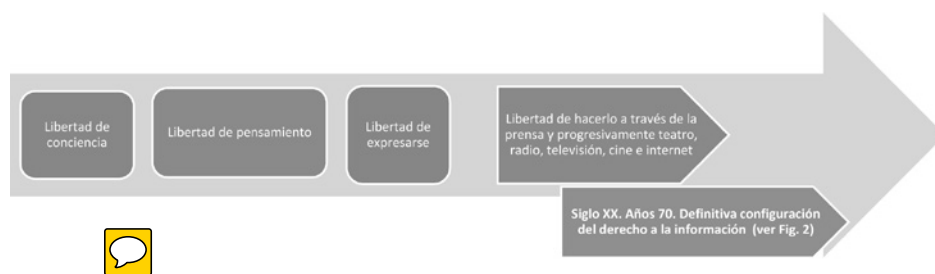 Libertad de
conciencia
Libertad de pensamiento
Libertad de
expresarse
Libertad de hacerlo a través de la
prensa y progresivamente teatro,
radio, televisión, cine e internet
Siglo XX. Años 70. Definitiva configuración
del derecho a la información (ver Fig. 2)